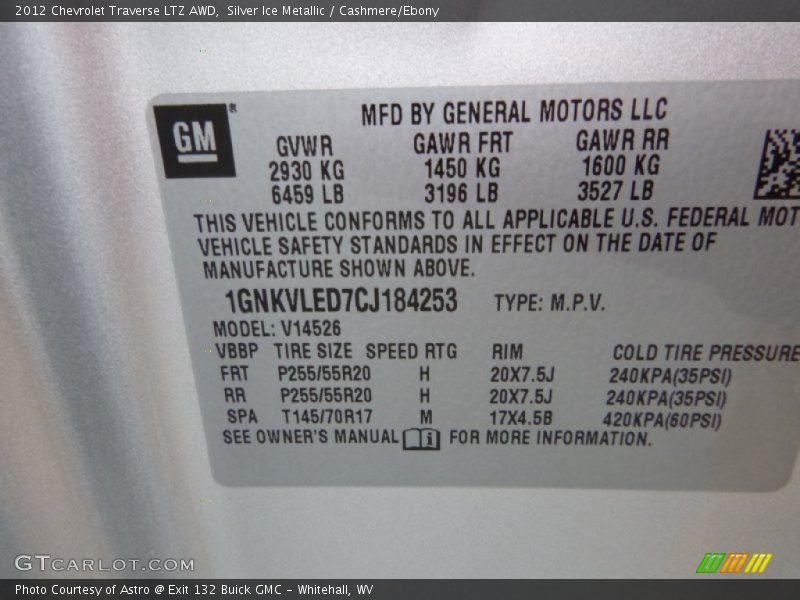 2012 Chevrolet Traverse LTZ AWD, Silver Ice Metallic / Cashmere/Ebony
GM®
MFD BY GENERAL MOTORS LLC
GVWR GAWR FRT GAWR RR
2930 KG 1450 KG 1600 KG
6459 LB 3196 LB 3527 LB
THIS VEHICLE CONFORMS TO ALL APPLICABLE U.S. FEDERAL MOT
VEHICLE SAFETY STANDARDS IN EFFECT ON THE DATE OF
MANUFACTURE SHOWN ABOVE.
1GNKVLED7CJ184253 TYPE: M.P.V.
MODEL: V14526
VBBP TIRE SIZE SPEED RTG RIM COLD TIRE PRESSURE
FRT P255/55R20 H 20X7.5J 240KPA(35PSI)
RR P255/55R20 H 20X7.5J 240KPA(35PSI)
SPA T145/70R17 M 17X4.5B 420KPA(60PSI)
SEE OWNER'S MANUAL i FOR MORE INFORMATION.
GTCARLOT.COM
Photo Courtesy of Astro @ Exit 132 Buick GMC - Whitehall, WV